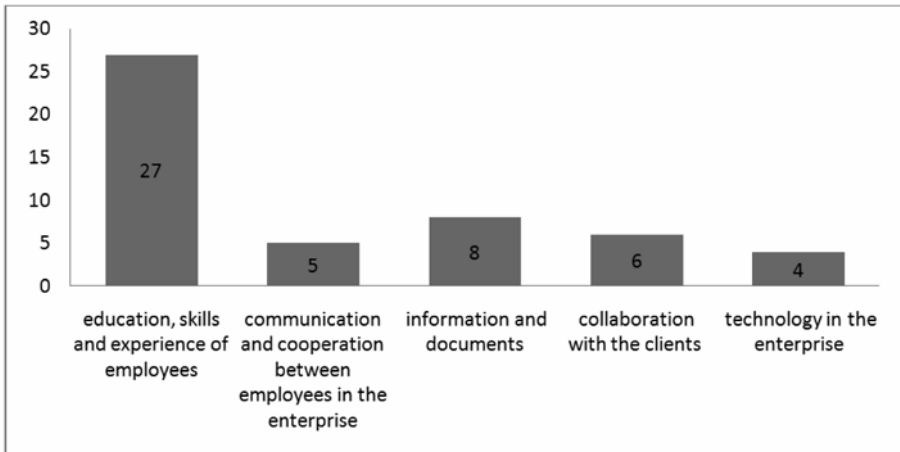 30
25
20
15
10
5
0
27
5
8
6
4
education, skills
and experience of
employees
communication
and cooperation
between
employees in the
enterprise
information and
documents
collaboration
with the clients
technology in the
enterprise